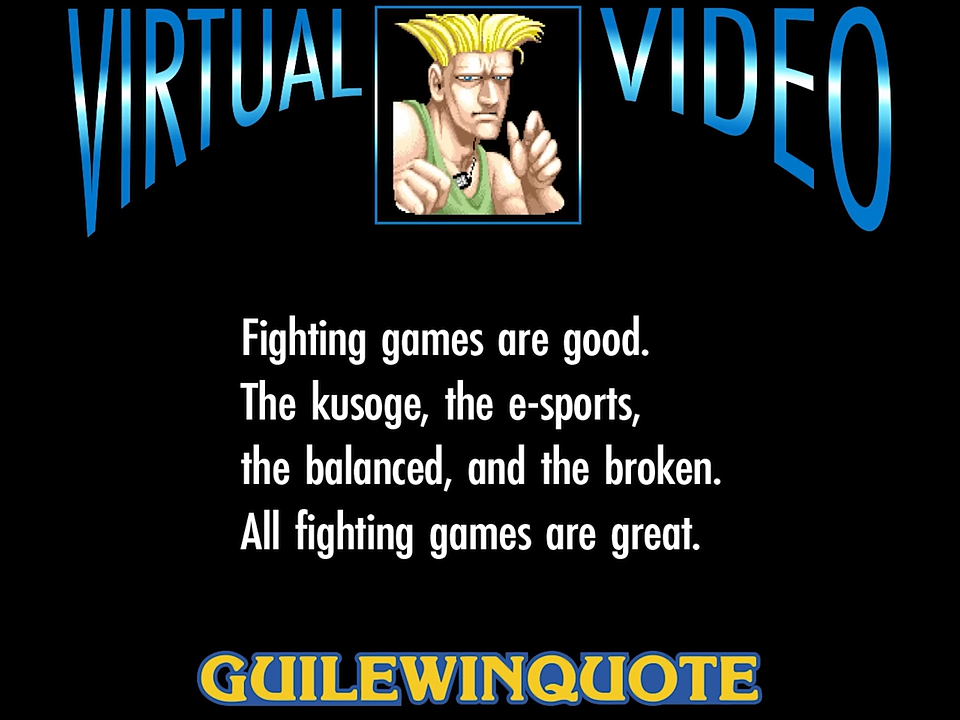 VIRTUAL VIDEO
Fighting games are good.
The kusoge, the e-sports,
the balanced, and the broken.
All fighting games are great.
GUILEWINQUOTE